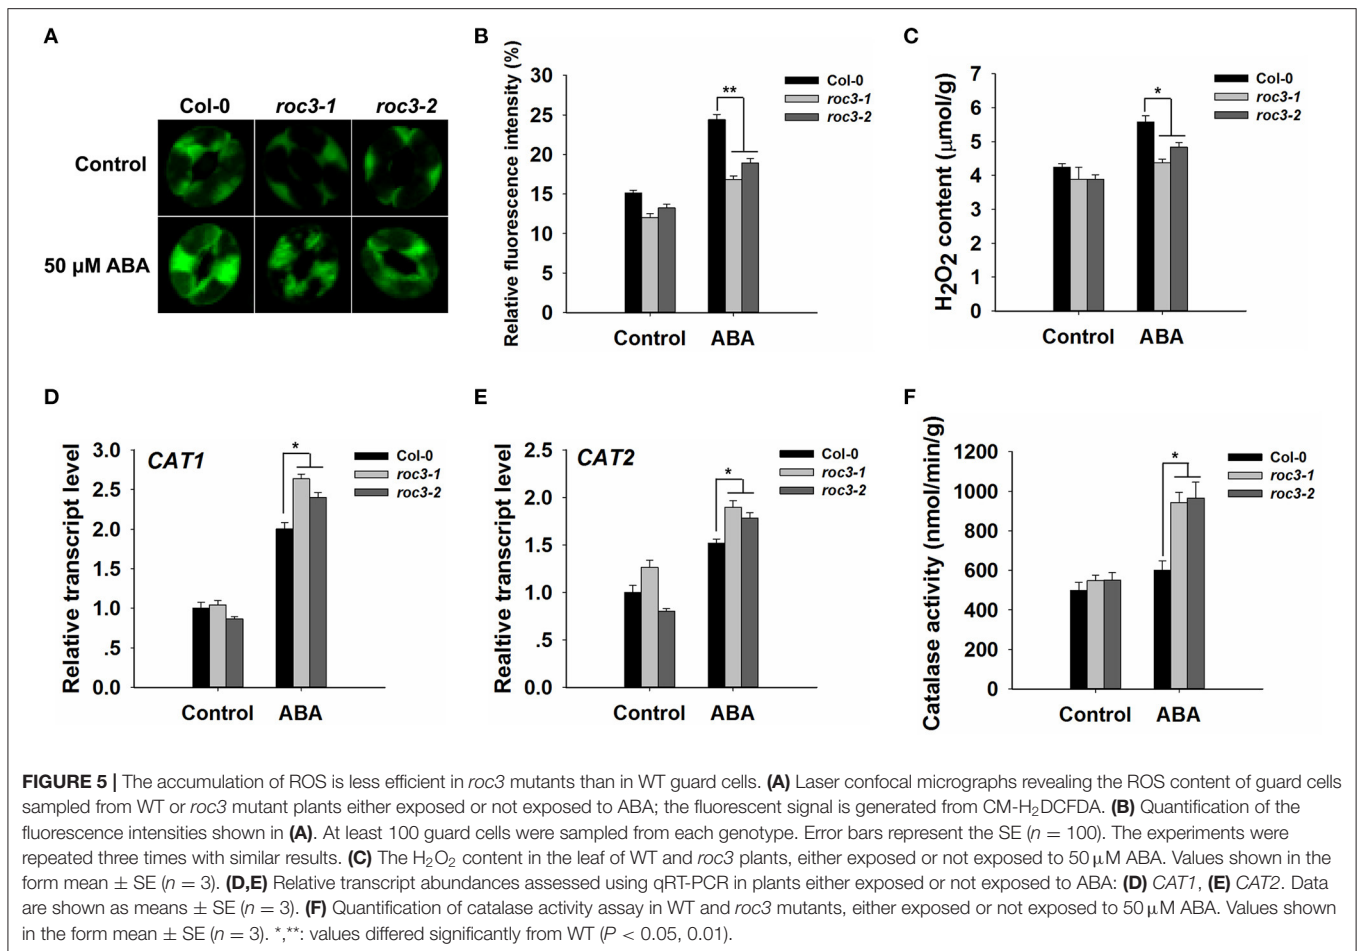 A
Col-0 roc3-1 roc3-2
Control
50 µM ABA
B
Relative fluorescence intensity (%)
30
25
20
15
10
5
0
**
Col-0
roc3-1
roc3-2
Control ABA
C
H2O2 content (µmol/g)
7
6
5
4
3
2
1
0
*
Col-0
roc3-1
roc3-2
Control ABA
D
Relative transcript level
3.0
2.5
2.0
1.5
1.0
.5
0.0
CAT1
*
Col-0
roc3-1
roc3-2
Control ABA
E
Realtive transcript level
2.5
2.0
1.5
1.0
.5
0.0
CAT2
*
Col-0
roc3-1
roc3-2
Control ABA
F
Catalase activity (nmol/min/g)
1200
1000
800
600
400
200
0
*
Col-0
roc3-1
roc3-2
Control ABA
FIGURE 5 | The accumulation of ROS is less efficient in roc3 mutants than in WT guard cells. (A) Laser confocal micrographs revealing the ROS content of guard cells
sampled from WT or roc3 mutant plants either exposed or not exposed to ABA; the fluorescent signal is generated from CM-H2DCFDA. (B) Quantification of the
fluorescence intensities shown in (A). At least 100 guard cells were sampled from each genotype. Error bars represent the SE (n = 100). The experiments were
repeated three times with similar results. (C) The H2O2 content in the leaf of WT and roc3 plants, either exposed or not exposed to 50 µM ABA. Values shown in the
form mean ± SE (n = 3). (D,E) Relative transcript abundances assessed using qRT-PCR in plants either exposed or not exposed to ABA: (D) CAT1, (E) CAT2. Data
are shown as means ± SE (n = 3). (F) Quantification of catalase activity assay in WT and roc3 mutants, either exposed or not exposed to 50 µM ABA. Values shown
in the form mean ± SE (n = 3). *,**: values differed significantly from WT (P < 0.05, 0.01).